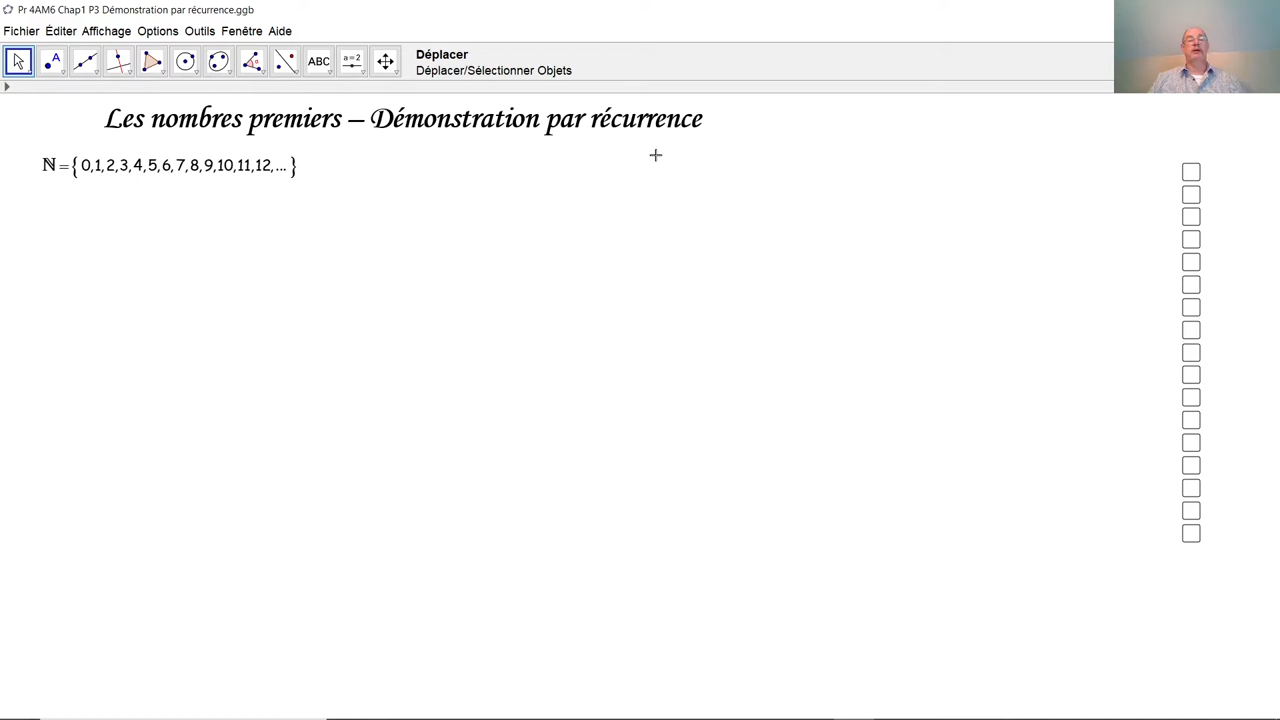 Pr 4AM6 Chap1 P3 Démonstration par récurrence.ggb
Fichier Éditer Affichage Options Outils Fenêtre Aide
A ABC a=2
Déplacer
Déplacer/Sélectionner Objets
Les nombres premiers – Démonstration par récurrence
ℕ={0,1,2,3,4,5,6,7,8,9,10,11,12,...}